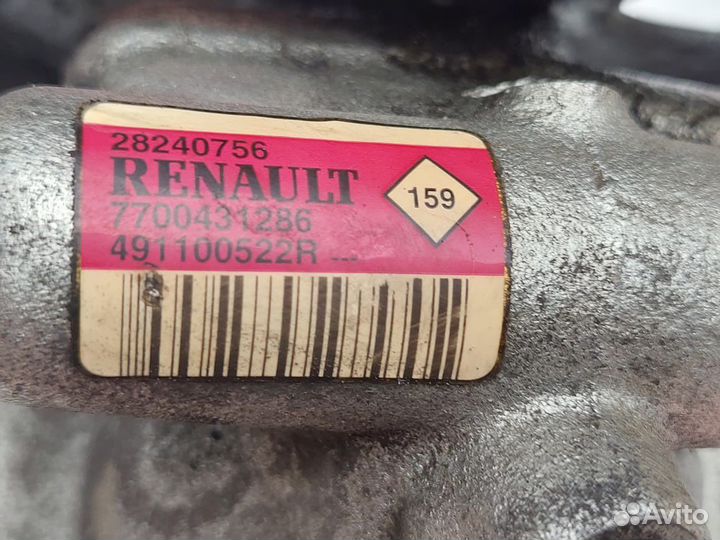 28240756
RENAULT
7700431286
491100522R ...
159
Avito